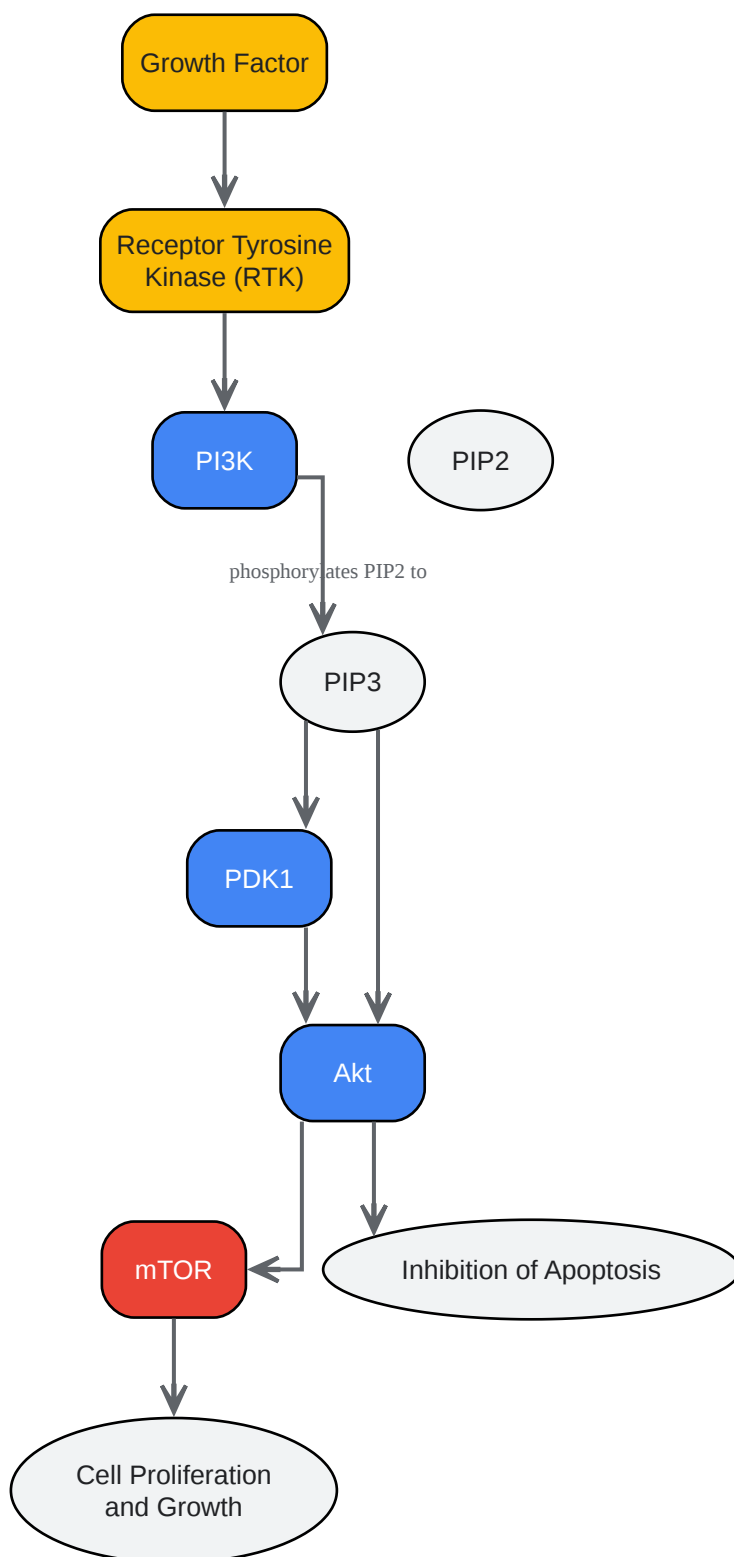 Growth Factor
Receptor Tyrosine
Kinase (RTK)
PI3K
PIP2
phosphorylates PIP2 to
PIP3
PDK1
Akt
mTOR
Inhibition of Apoptosis
Cell Proliferation
and Growth